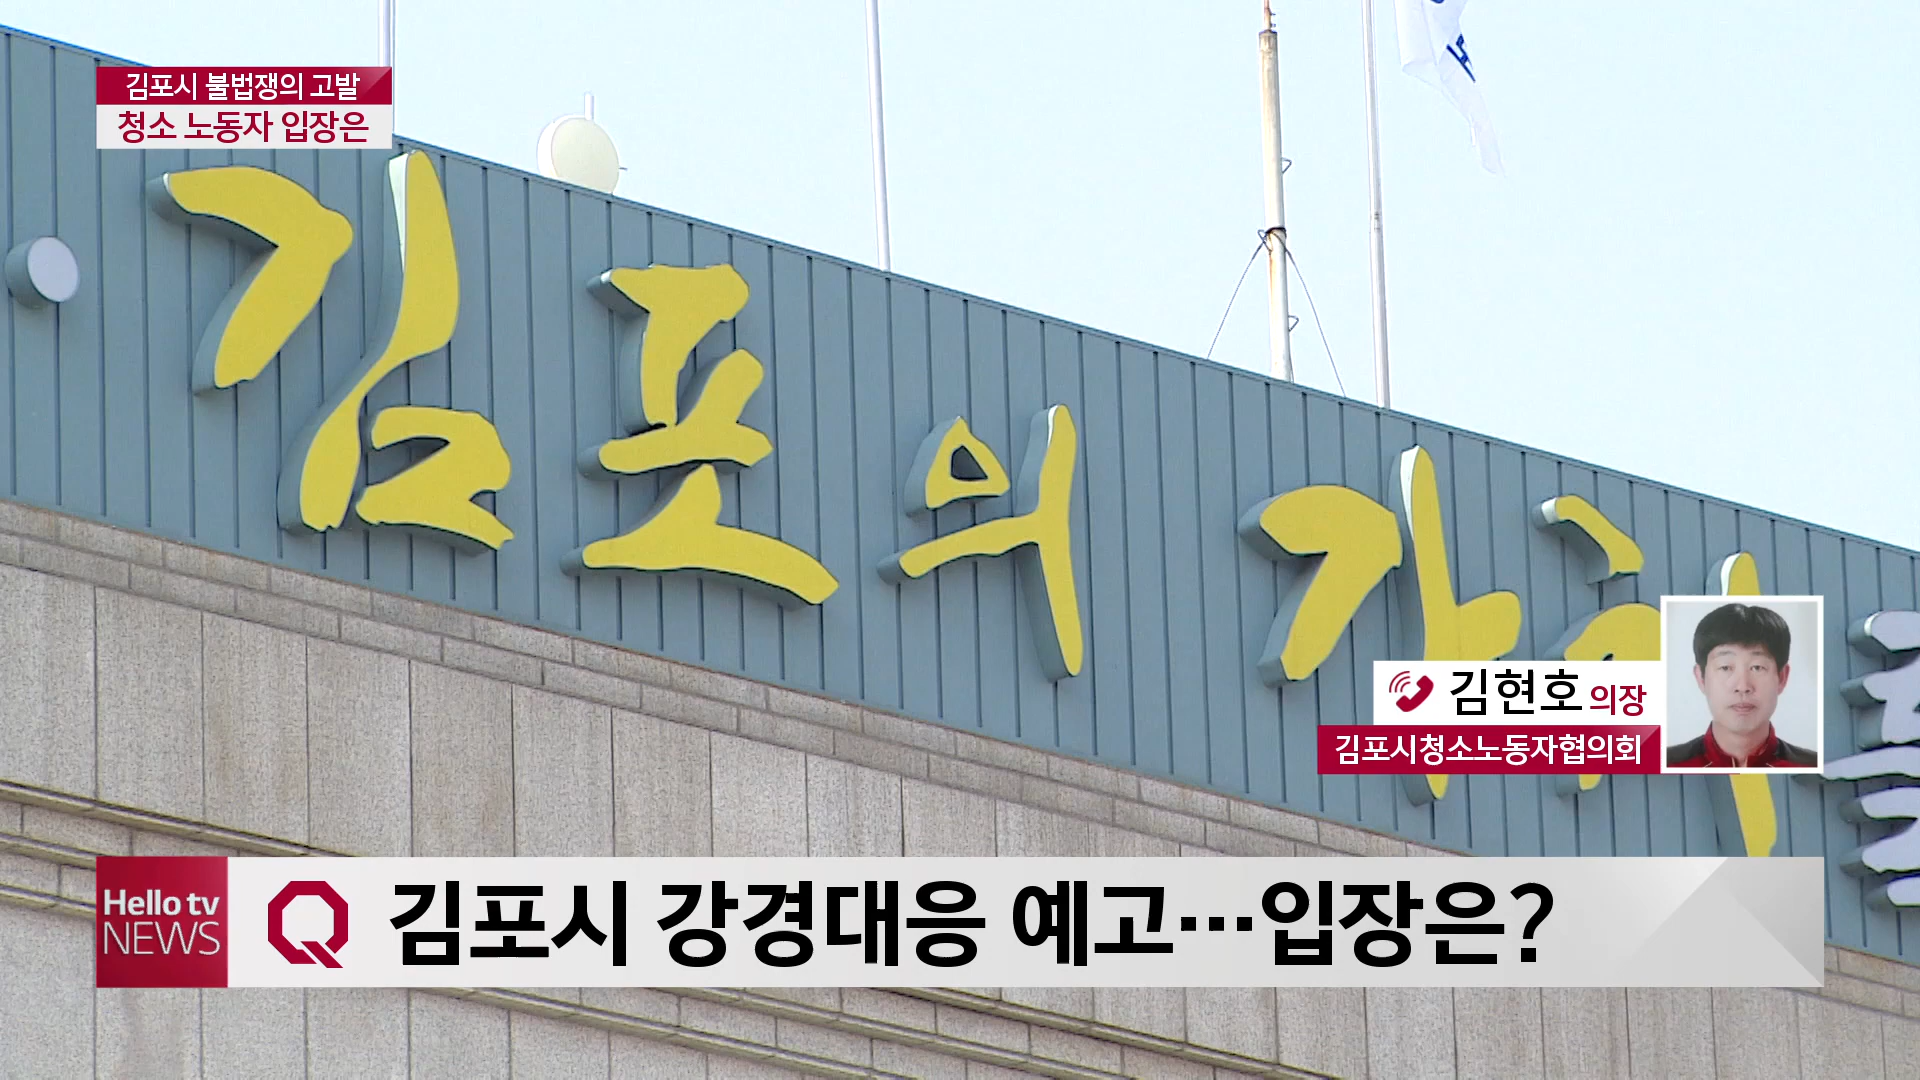 김포시 불법쟁의 고발
청소 노동자 입장은
김포의 가치
김현호 의장
김포시청소노동자협의회
Hello tv
NEWS
Q 김포시 강경대응 예고…입장은?